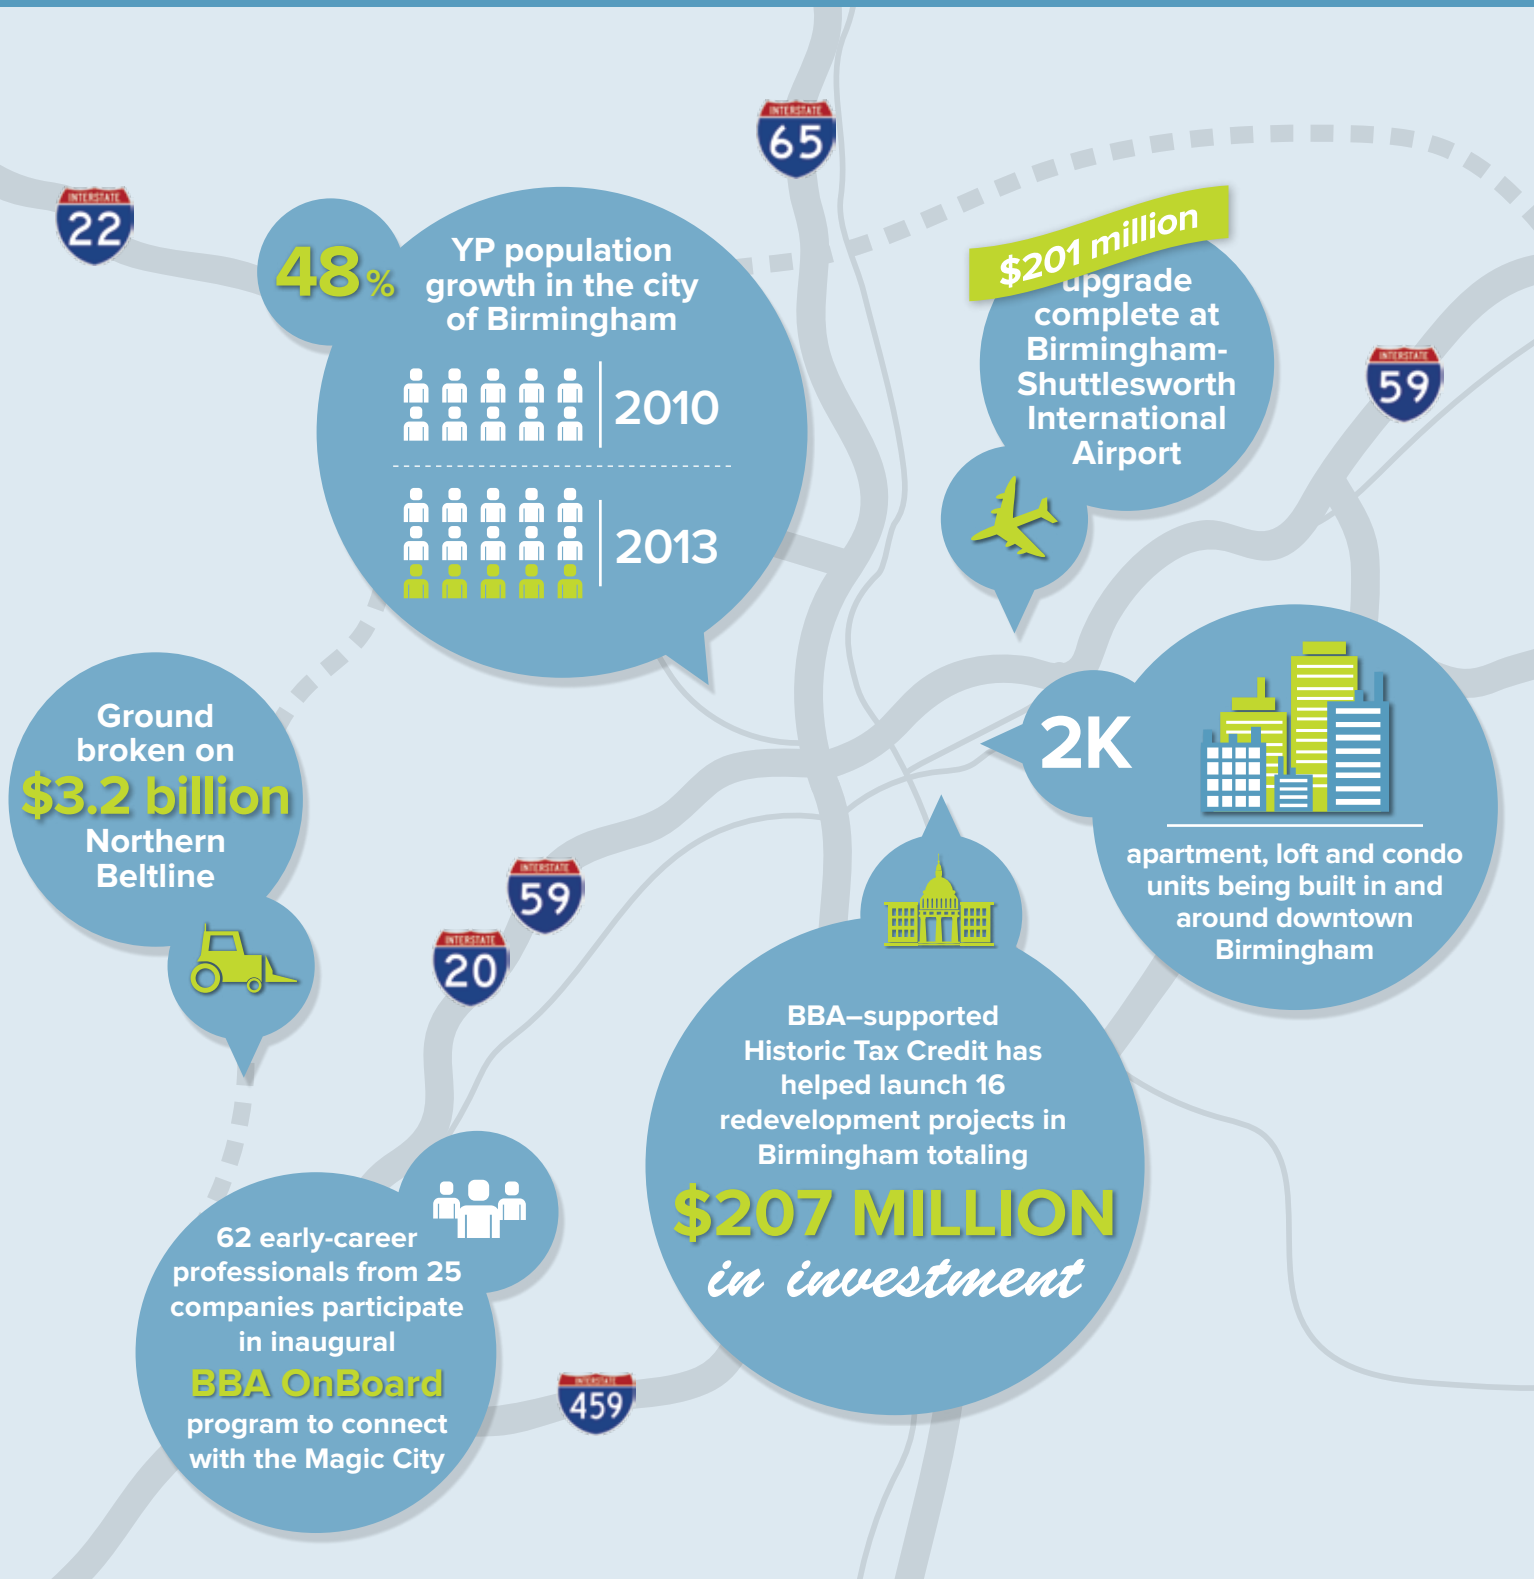 INTERSTATE
65
INTERSTATE
22
48%
YP population
growth in the city
of Birmingham
2010
2013
$201 million
upgrade
complete at
Birmingham-
Shuttlesworth
International
Airport
INTERSTATE
59
Ground
broken on
$3.2 billion
Northern
Beltline
2K
apartment, loft and condo
units being built in and
around downtown
Birmingham
INTERSTATE
59
INTERSTATE
20
BBA–supported
Historic Tax Credit has
helped launch 16
redevelopment projects in
Birmingham totaling
$207 MILLION
in investment
62 early-career
professionals from 25
companies participate
in inaugural
BBA OnBoard
program to connect
with the Magic City
INTERSTATE
459